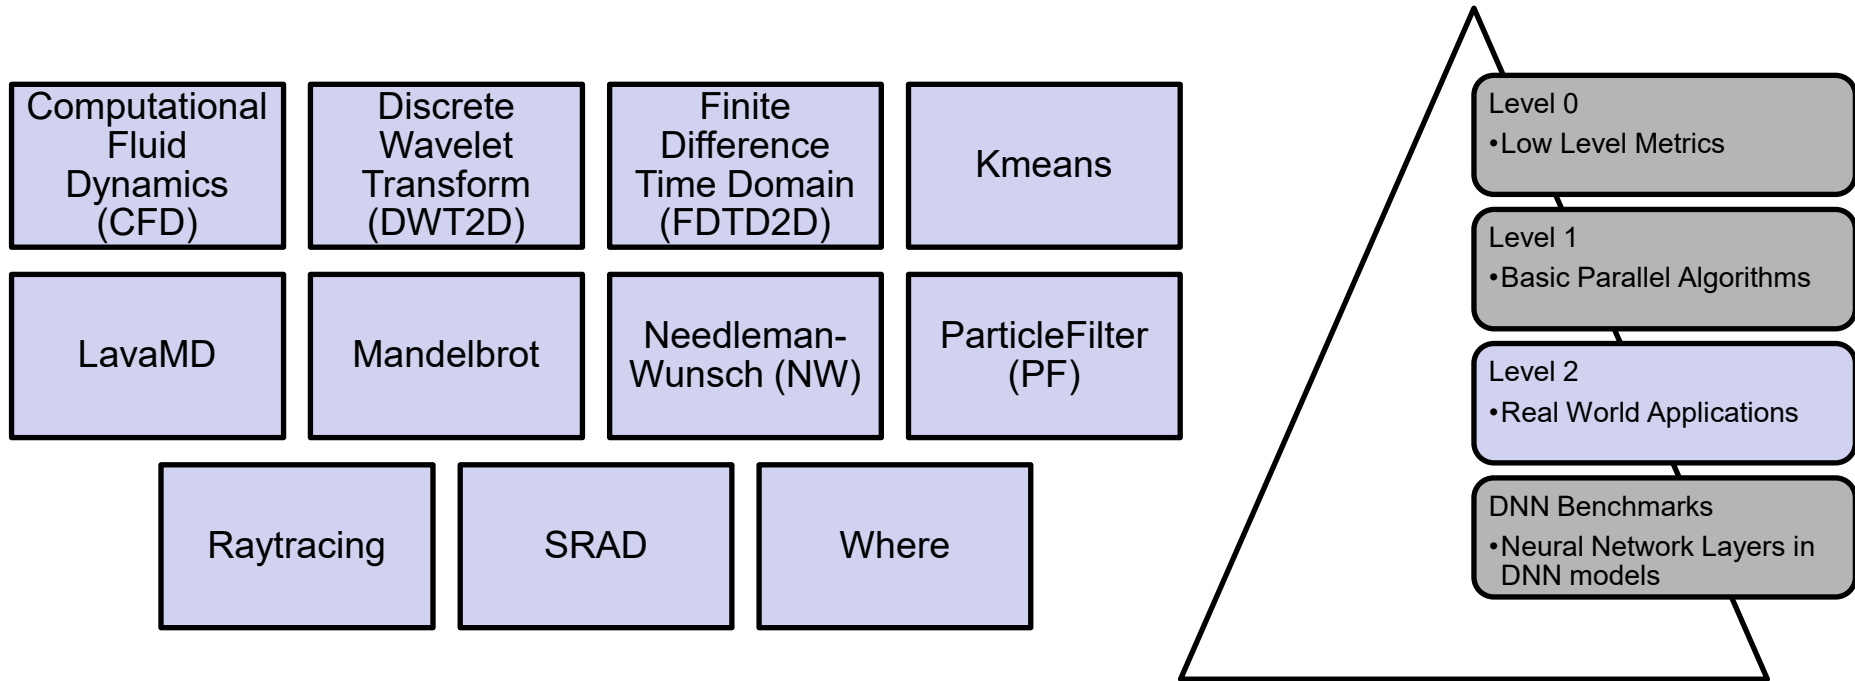 Computational
Fluid
Dynamics
(CFD)
Discrete
Wavelet
Transform
(DWT2D)
Finite
Difference
Time Domain
(FDTD2D)
Kmeans
LavaMD
Mandelbrot
Needleman-
Wunsch (NW)
ParticleFilter
(PF)
Raytracing
SRAD
Where
Level 0
•Low Level Metrics
Level 1
•Basic Parallel Algorithms
Level 2
•Real World Applications
DNN Benchmarks
•Neural Network Layers in
DNN models